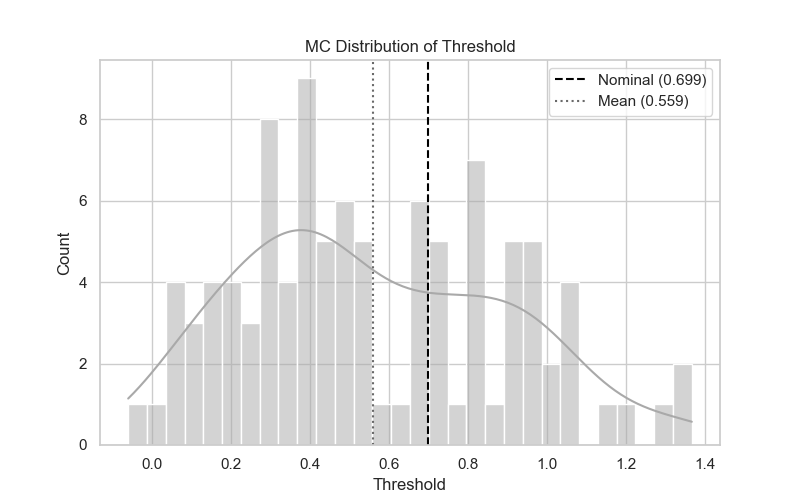 MC Distribution of Threshold
Nominal (0.699)
Mean (0.559)
Count
8
6
4
2
0
0.0 0.2 0.4 0.6 0.8 1.0 1.2 1.4
Threshold